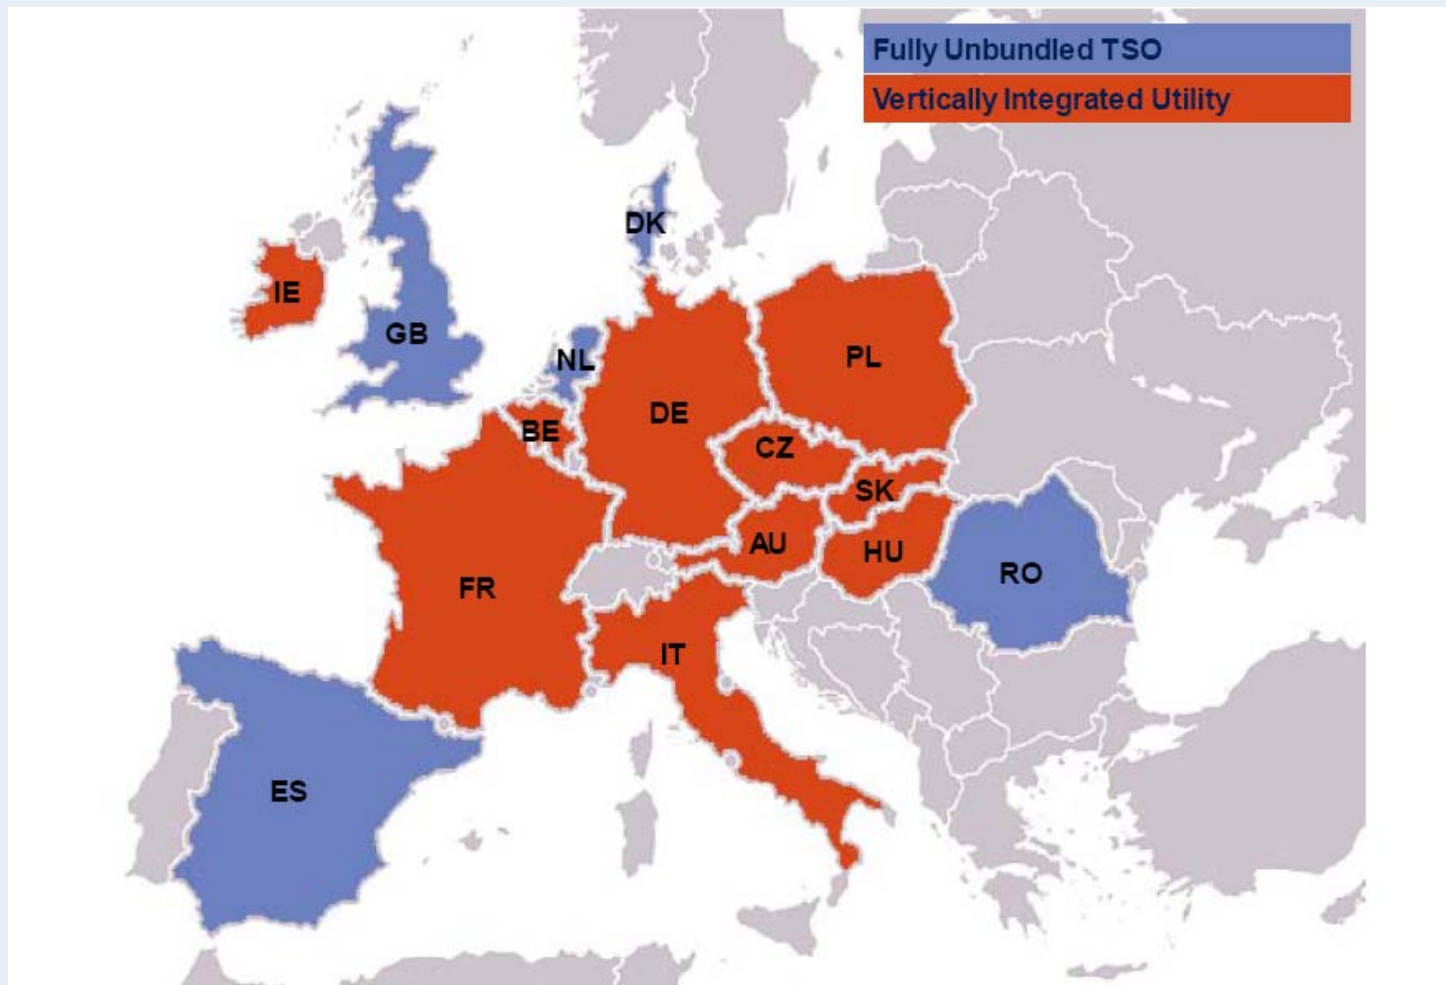 Fully Unbundled TSO
Vertically Integrated Utility
DK
IE
GB
NL
PL
DE
BE
CZ
SK
AU
HU
RO
FR
IT
ES